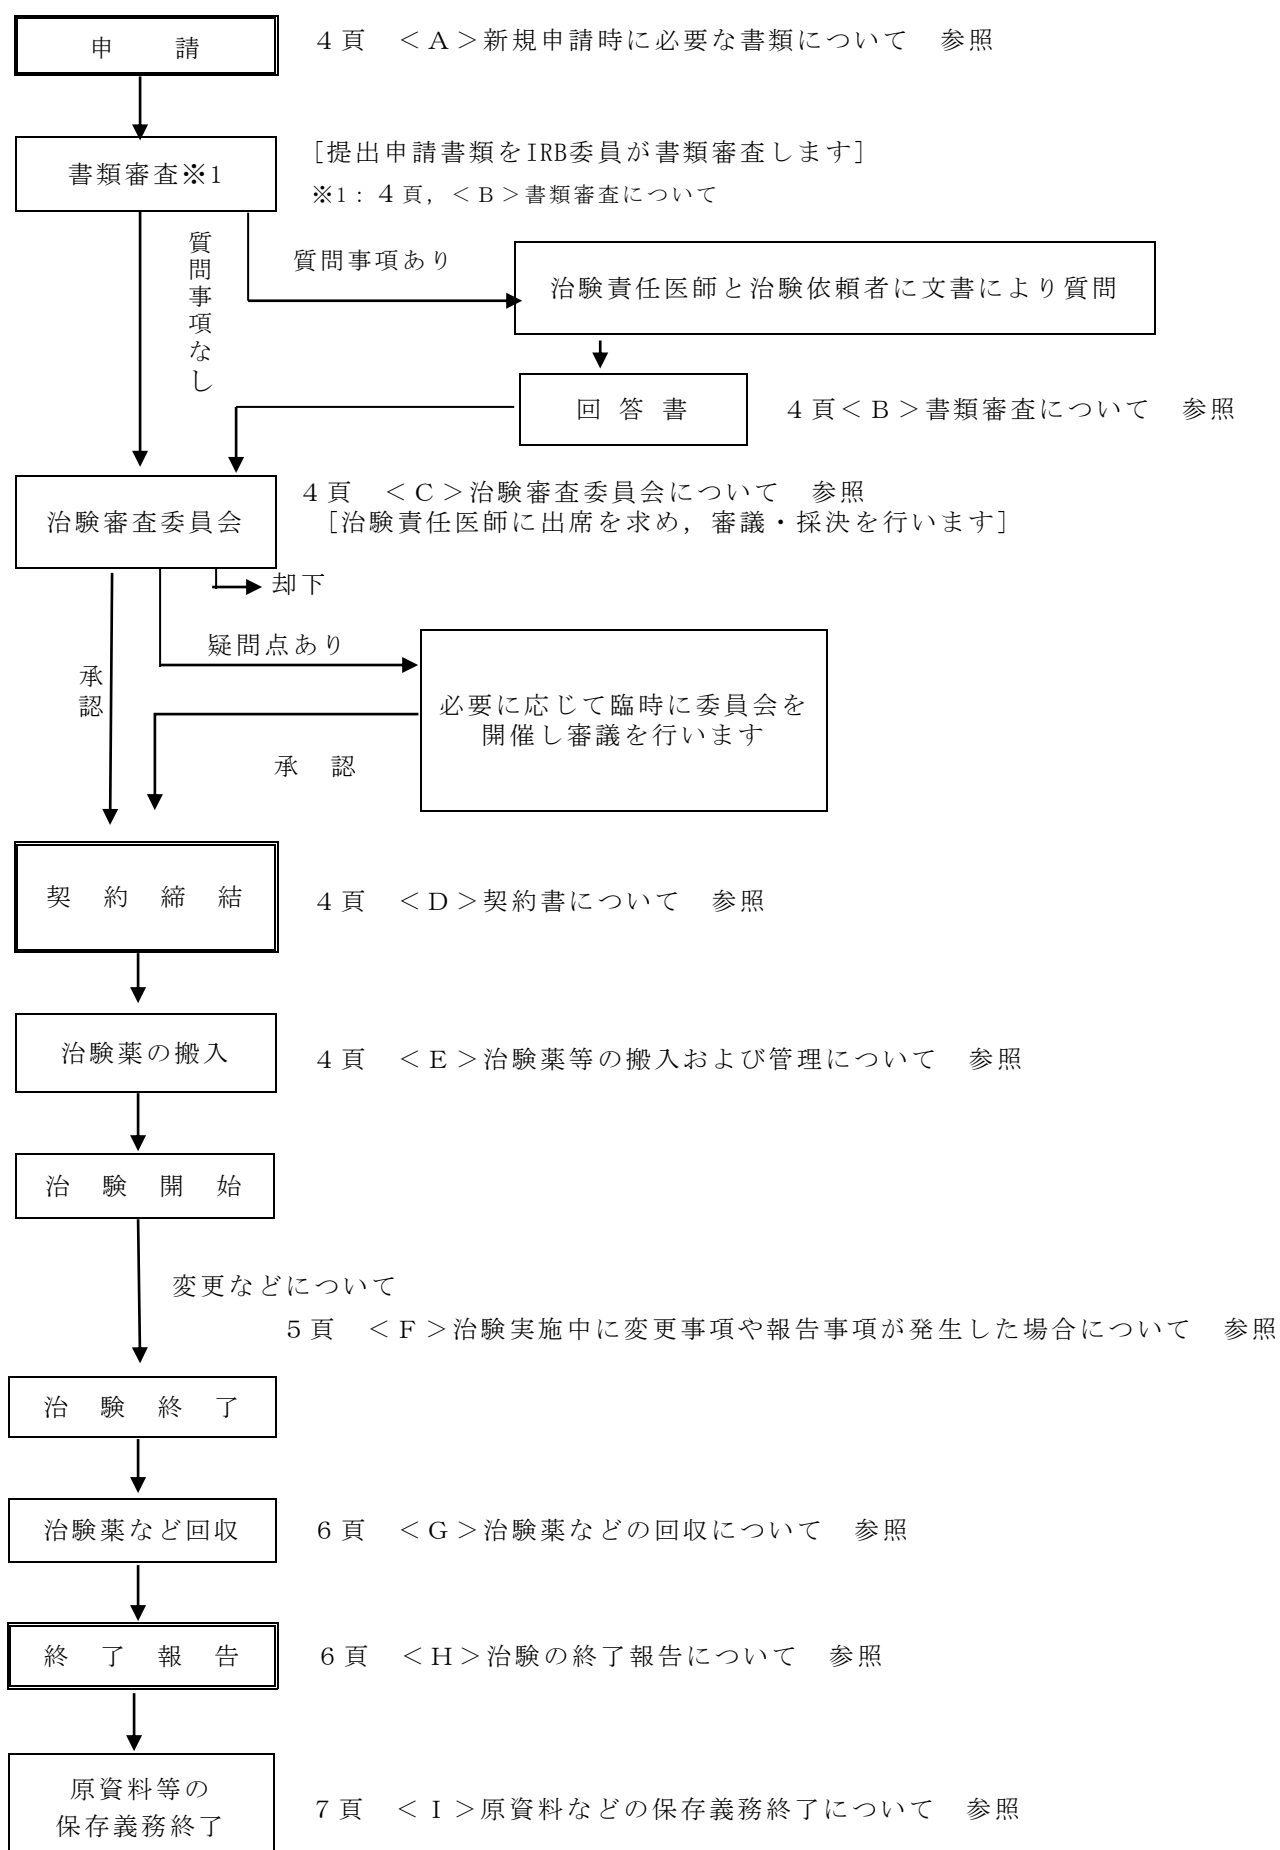 申　　請
４頁　＜Ａ＞新規申請時に必要な書類について　参照
書類審査※1
［提出申請書類をIRB委員が書類審査します］
※1：４頁，＜Ｂ＞書類審査について
質問事項なし
質問事項あり
治験責任医師と治験依頼者に文書により質問
回 答 書
４頁＜Ｂ＞書類審査について　参照
治験審査委員会
４頁　＜Ｃ＞治験審査委員会について　参照
［治験責任医師に出席を求め，審議・採決を行います］
却下
疑問点あり
承認
必要に応じて臨時に委員会を
開催し審議を行います
承　認
契　約　締　結
４頁　＜Ｄ＞契約書について　参照
治験薬の搬入
４頁　＜Ｅ＞治験薬等の搬入および管理について　参照
治　験　開　始
変更などについて
５頁　＜Ｆ＞治験実施中に変更事項や報告事項が発生した場合について　参照
治　験　終　了
治験薬など回収
６頁　＜Ｇ＞治験薬などの回収について　参照
終　了　報　告
６頁　＜Ｈ＞治験の終了報告について　参照
原資料等の
保存義務終了
７頁　＜Ｉ＞原資料などの保存義務終了について　参照